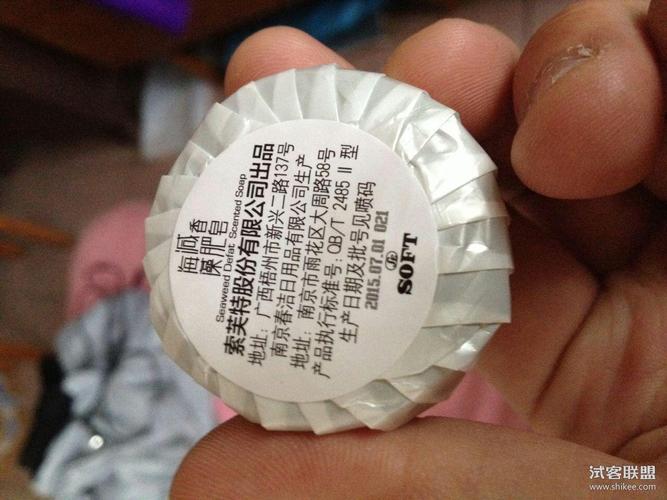 海藻减肥香皂
Seaweed Defat Scented Soap
索芙特股份有限公司出品
地址：广西梧州市新兴二路137号
南京春洁日用品有限公司生产
地址：南京市雨花区大周路58号
产品执行标准号：QB/T 2485 II 型
生产日期及批号见喷码
2015.07.01 021
SOFT
试客联盟
www.shikee.com